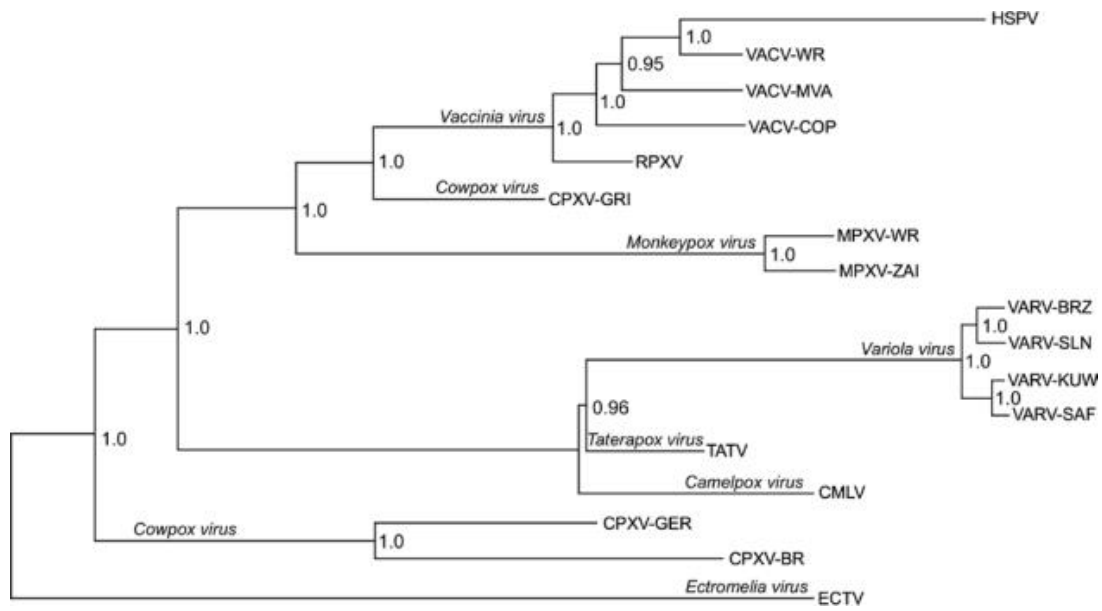 HSPV
1.0
VACV-WR
0.95
VACV-MVA
1.0
Vaccinia virus
VACV-COP
1.0
1.0
RPXV
Cowpox virus
CPXV-GRI
1.0
MPXV-WR
Monkeypox virus
1.0
MPXV-ZAI
VARV-BRZ
1.0
1.0
VARV-SLN
Variola virus
1.0
VARV-KUW
1.0
0.96
VARV-SAF
1.0
Taterapox virus
TATV
Camelpox virus
CMLV
CPXV-GER
Cowpox virus
1.0
CPXV-BR
Ectromelia virus
ECTV